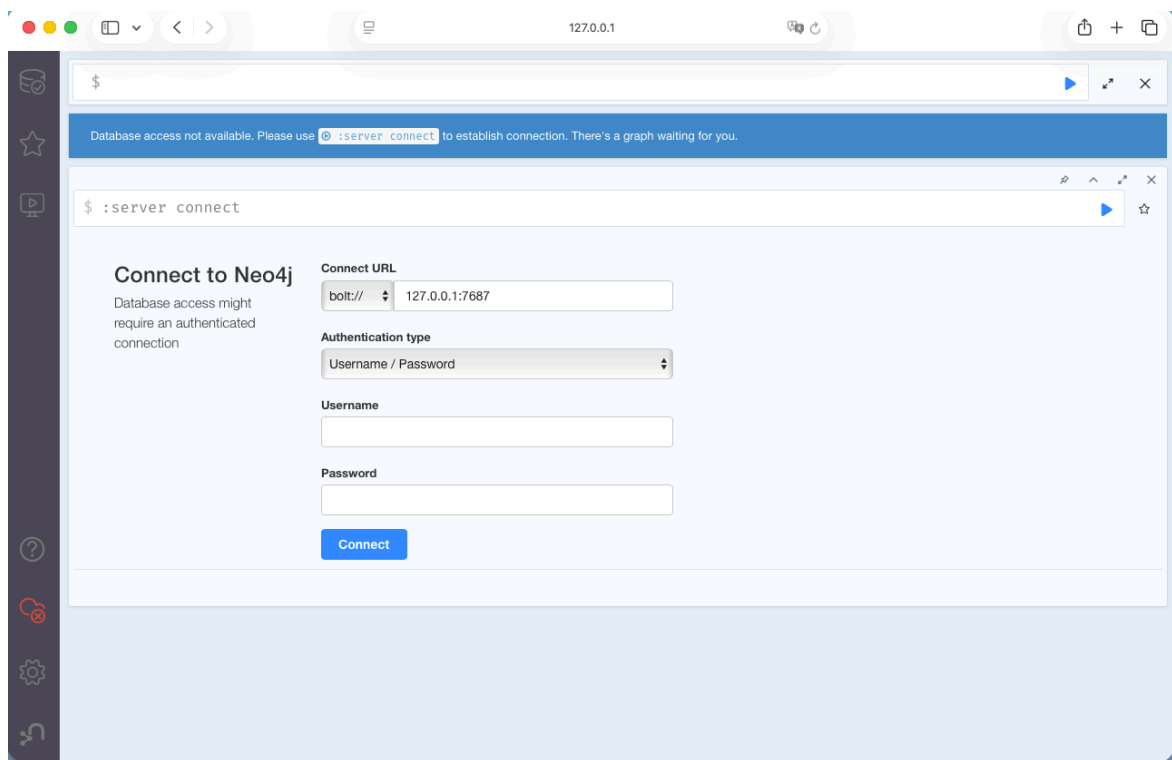 127.0.0.1
$
Database access not available. Please use :server connect to establish connection. There's a graph waiting for you.
$ :server connect
Connect to Neo4j
Database access might
require an authenticated
connection
Connect URL
bolt:// 127.0.0.1:7687
Authentication type
Username / Password
Username
Password
Connect